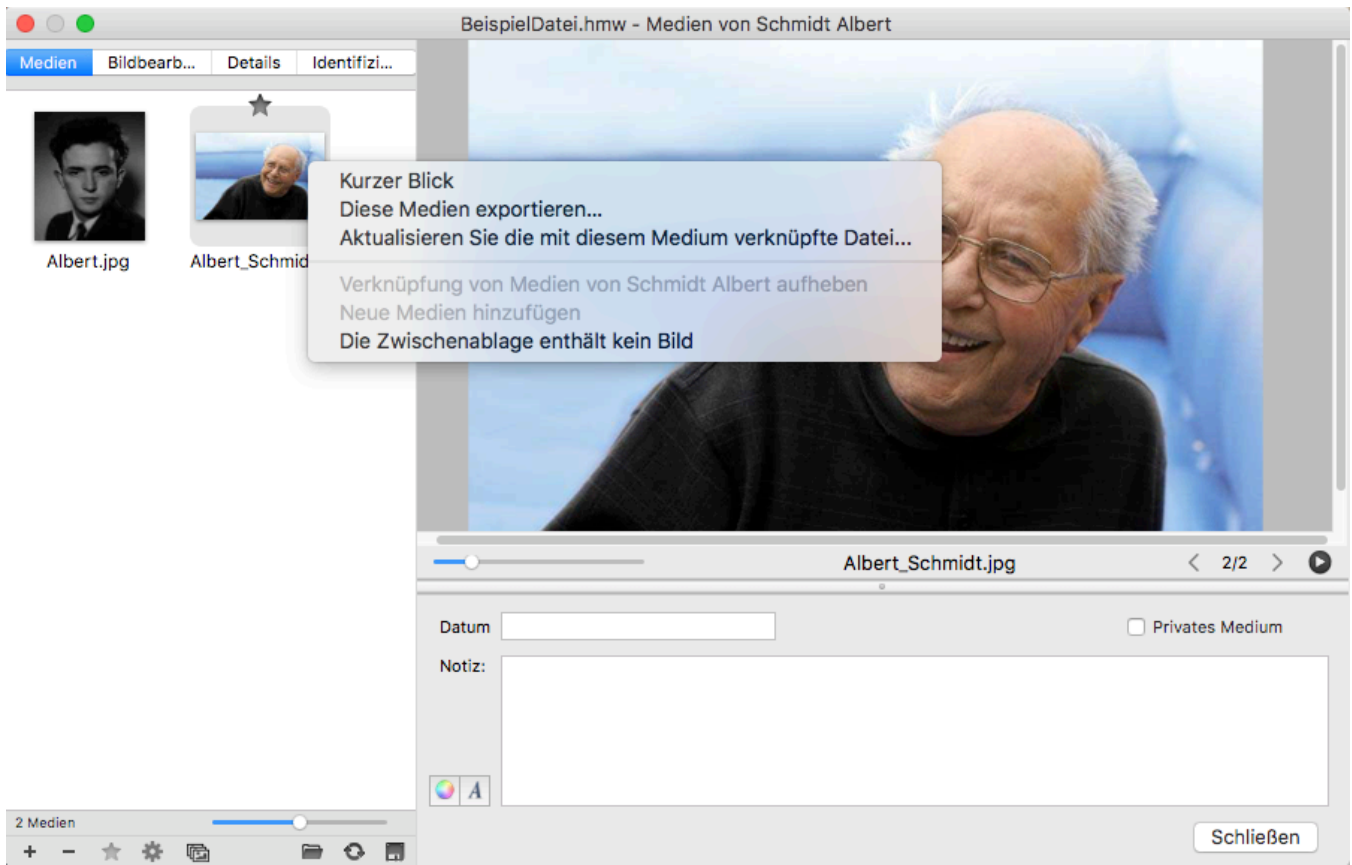 BeispielDatei.hmw - Medien von Schmidt Albert
Medien
Bildbearb...
Details
Identifizi...
Albert.jpg
Albert_Schmid
Kurzer Blick
Diese Medien exportieren...
Aktualisieren Sie die mit diesem Medium verknüpfte Datei...
Verknüpfung von Medien von Schmidt Albert aufheben
Neue Medien hinzufügen
Die Zwischenablage enthält kein Bild
Albert_Schmidt.jpg
2/2
Datum
Privates Medium
Notiz:
A
2 Medien
Schließen